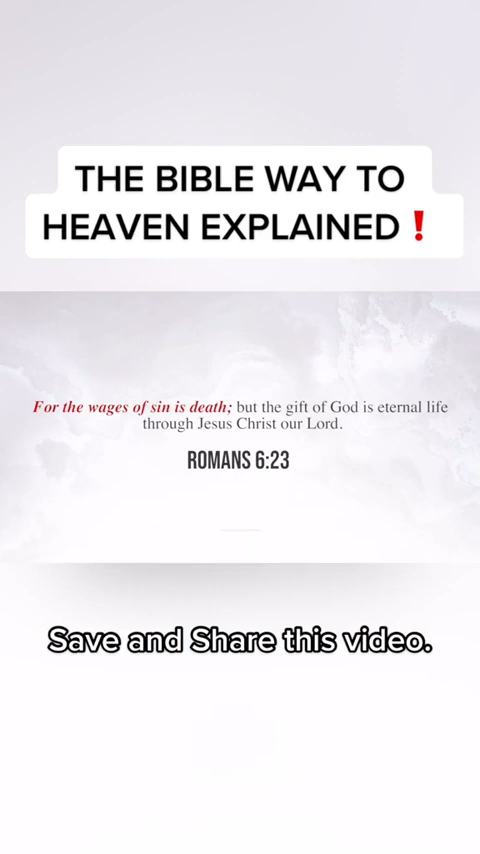 THE BIBLE WAY TO
HEAVEN EXPLAINED❗
For the wages of sin is death; but the gift of God is eternal life
through Jesus Christ our Lord.
ROMANS 6:23
Save and Share this video.